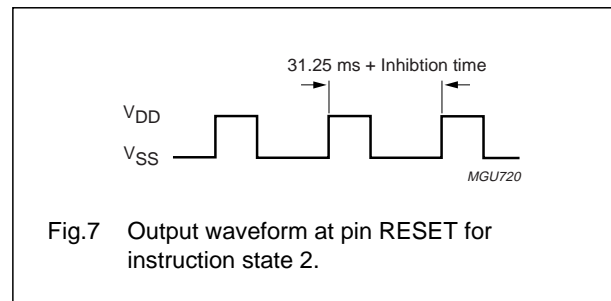 31.25 ms + Inhibtion time
VDD
VSS
MGU720
Fig.7 Output waveform at pin RESET for
instruction state 2.